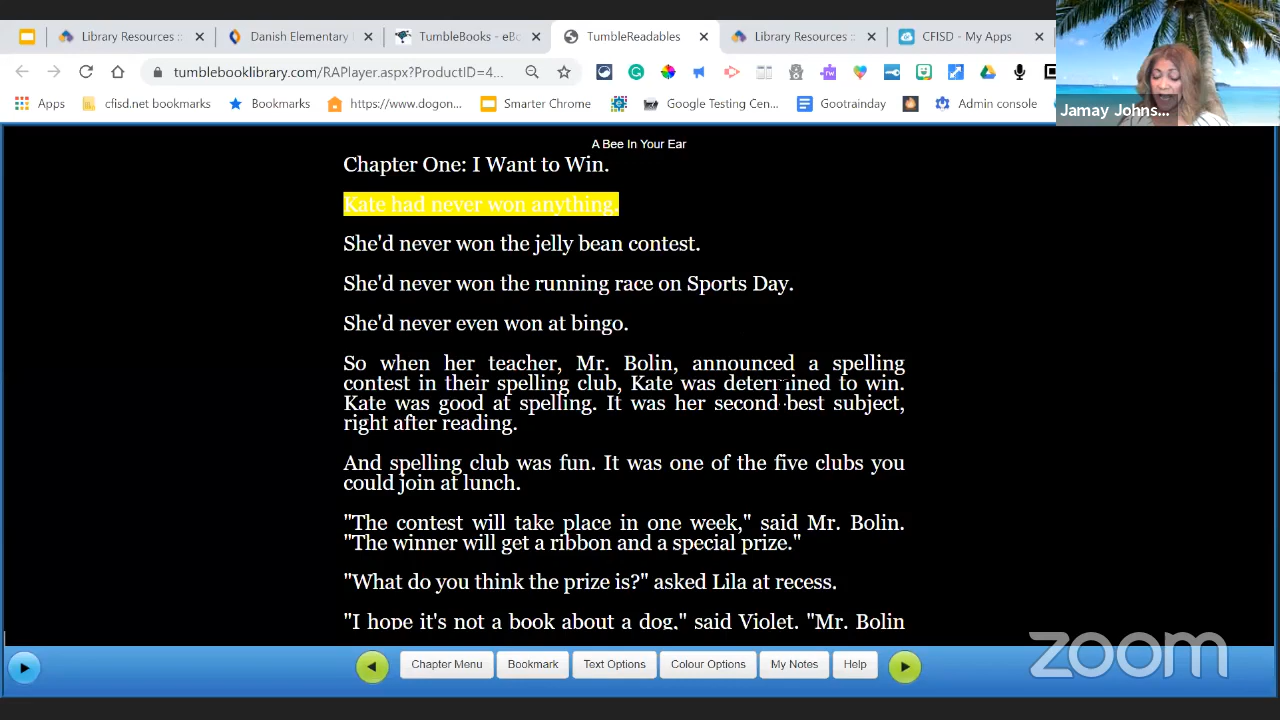 Library Resources ::
Danish Elementary
TumbleBooks - eBo
TumbleReadables
Library Resources ::
CFISD - My Apps
tumblebooklibrary.com/RAPlayer.aspx?ProductID=4...
Apps
cfisd.net bookmarks
Bookmarks
https://www.dogon...
Smarter Chrome
Google Testing Cen...
Gootrainday
Admin console
Jamay Johns...
A Bee In Your Ear
Chapter One: I Want to Win.
Kate had never won anything.
She'd never won the jelly bean contest.
She'd never won the running race on Sports Day.
She'd never even won at bingo.
So when her teacher, Mr. Bolin, announced a spelling
contest in their spelling club, Kate was determined to win.
Kate was good at spelling. It was her second best subject,
right after reading.
And spelling club was fun. It was one of the five clubs you
could join at lunch.
"The contest will take place in one week," said Mr. Bolin.
"The winner will get a ribbon and a special prize."
"What do you think the prize is?" asked Lila at recess.
"I hope it's not a book about a dog," said Violet. "Mr. Bolin
Chapter Menu
Bookmark
Text Options
Colour Options
My Notes
Help
zoom